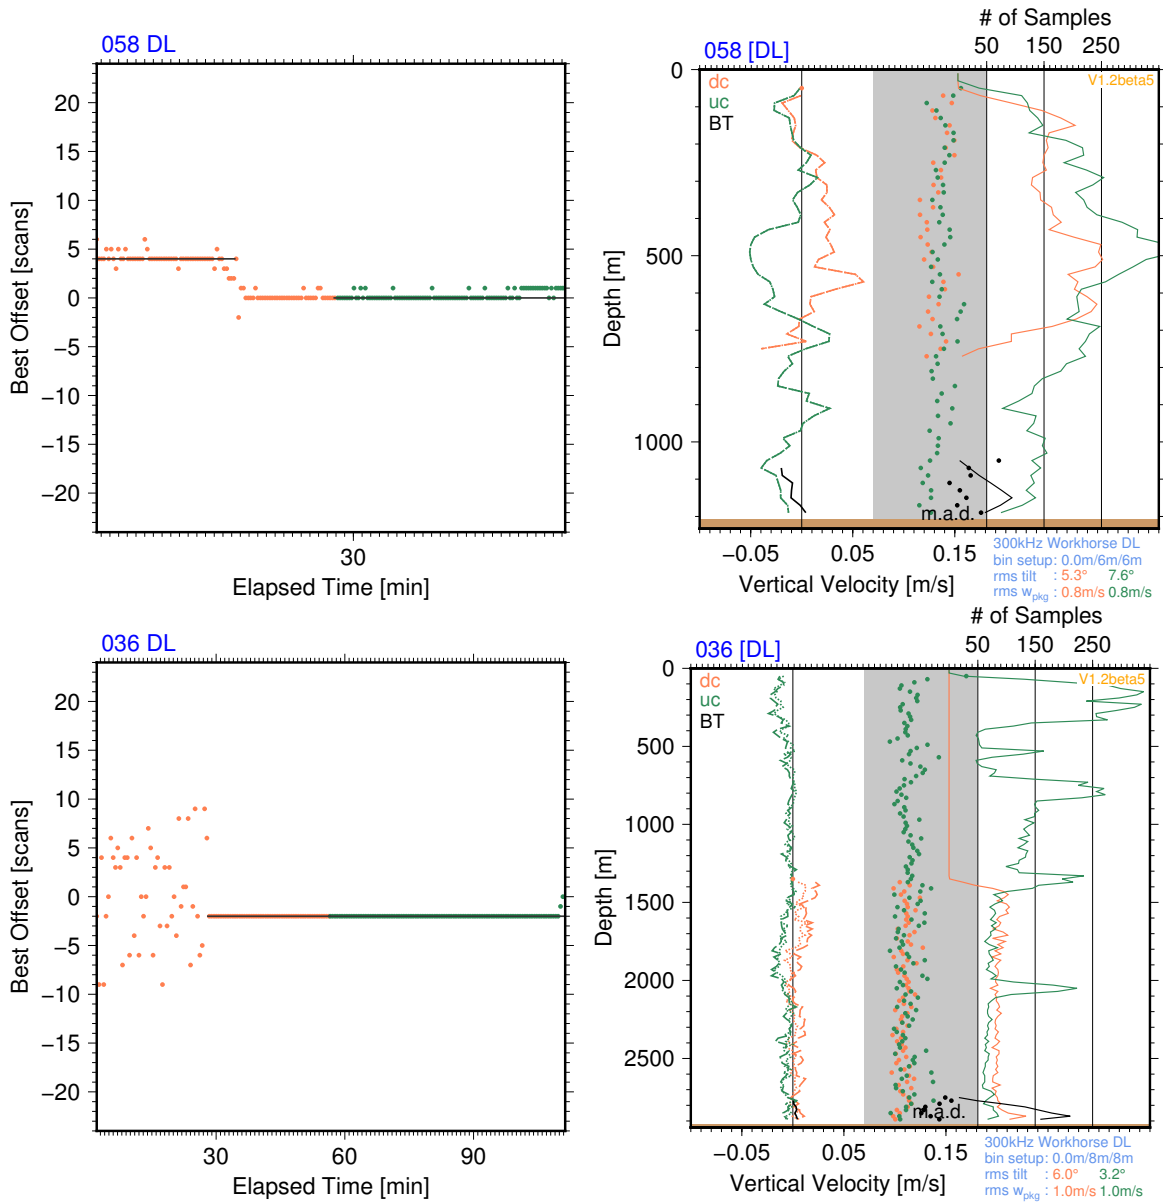 058 DL
20
15
10
5
0
−5
−10
−15
−20
Best Offset [scans]
30
Elapsed Time [min]
# of Samples
50 150 250
058 [DL]
dc
uc
BT
V1.2beta5
0
500
1000
Depth [m]
m.a.d.
−0.05 0.05 0.15
Vertical Velocity [m/s]
300kHz Workhorse DL
bin setup: 0.0m/6m/6m
rms tilt : 5.3° 7.6°
rms wpkg : 0.8m/s 0.8m/s
036 DL
20
15
10
5
0
−5
−10
−15
−20
Best Offset [scans]
30 60 90
Elapsed Time [min]
# of Samples
50 150 250
036 [DL]
dc
uc
BT
V1.2beta5
0
500
1000
1500
2000
2500
Depth [m]
m.a.d.
−0.05 0.05 0.15
Vertical Velocity [m/s]
300kHz Workhorse DL
bin setup: 0.0m/8m/8m
rms tilt : 6.0° 3.2°
rms wpkg : 1.0m/s 1.0m/s